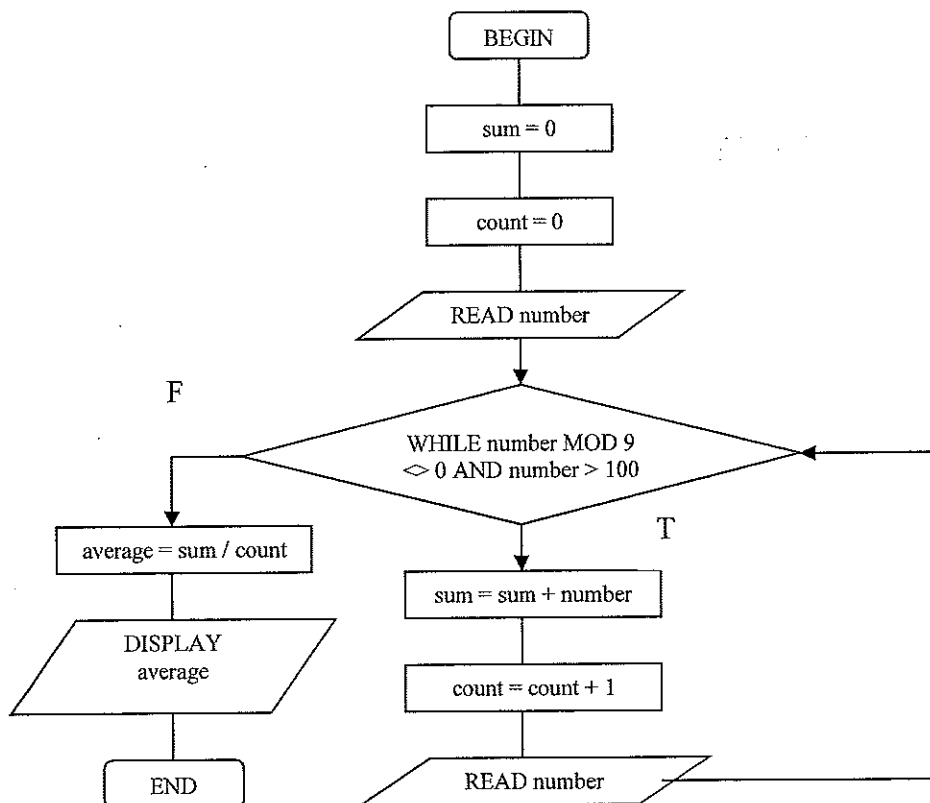 BEGIN
sum = 0
count = 0
READ number
F
WHILE number MOD 9
<> 0 AND number > 100
T
average = sum / count
sum = sum + number
DISPLAY
average
count = count + 1
END
READ number